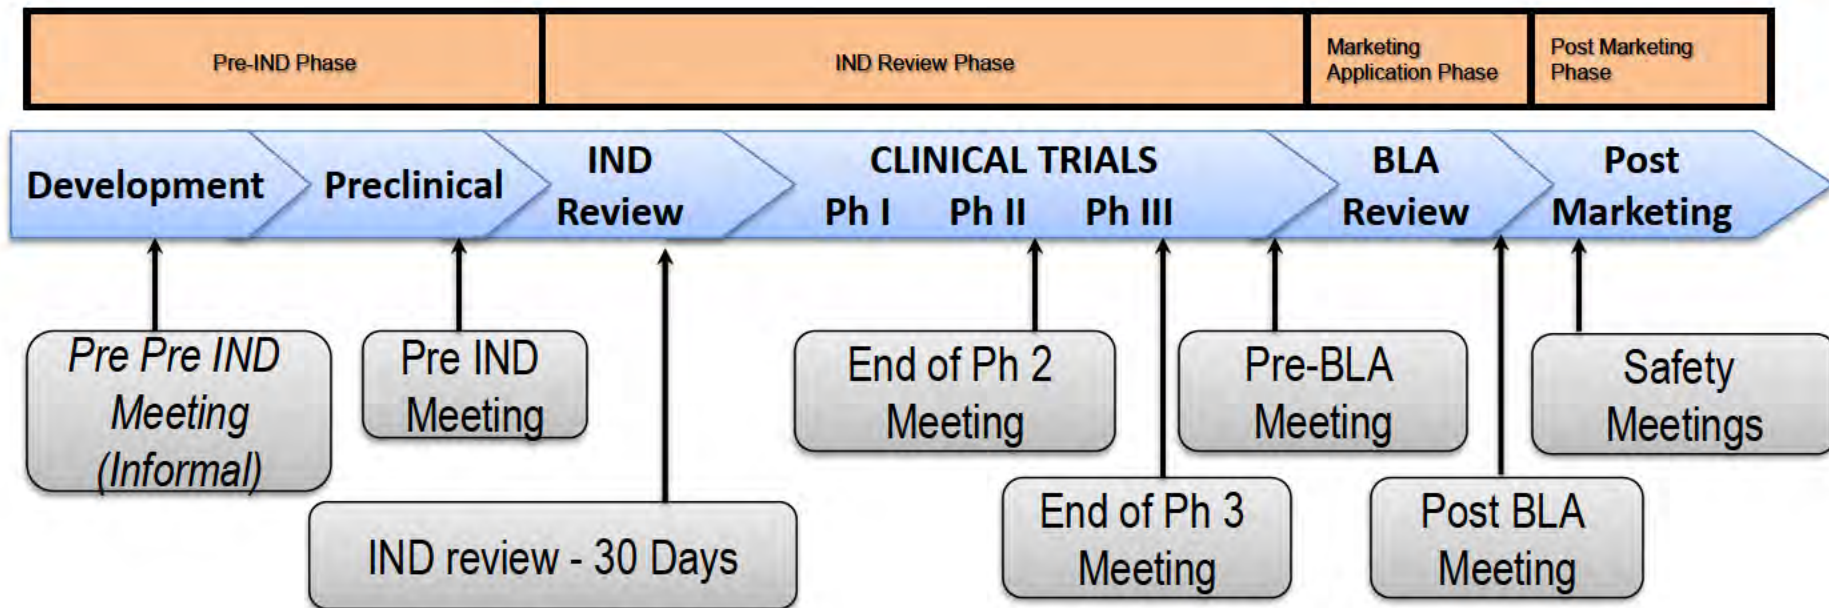 Pre-IND Phase
IND Review Phase
Marketing
Application Phase
Post Marketing
Phase
Development
Preclinical
IND
Review
CLINICAL TRIALS
Ph I Ph II Ph III
BLA
Review
Post
Marketing
Pre Pre IND
Meeting
(Informal)
Pre IND
Meeting
IND review - 30 Days
End of Ph 2
Meeting
End of Ph 3
Meeting
Pre-BLA
Meeting
Post BLA
Meeting
Safety
Meetings